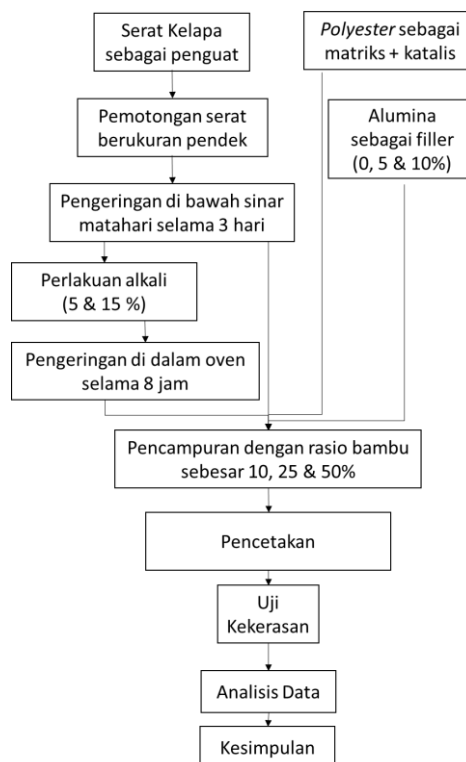 Serat Kelapa
sebagai penguat
Polyester sebagai
matriks + katalis
Pemotongan serat
berukuran pendek
Alumina
sebagai filler
(0, 5 & 10%)
Pengeringan di bawah sinar
matahari selama 3 hari
Perlakuan alkali
(5 & 15 %)
Pengeringan di dalam oven
selama 8 jam
Pencampuran dengan rasio bambu
sebesar 10, 25 & 50%
Pencetakan
Uji
Kekerasan
Analisis Data
Kesimpulan